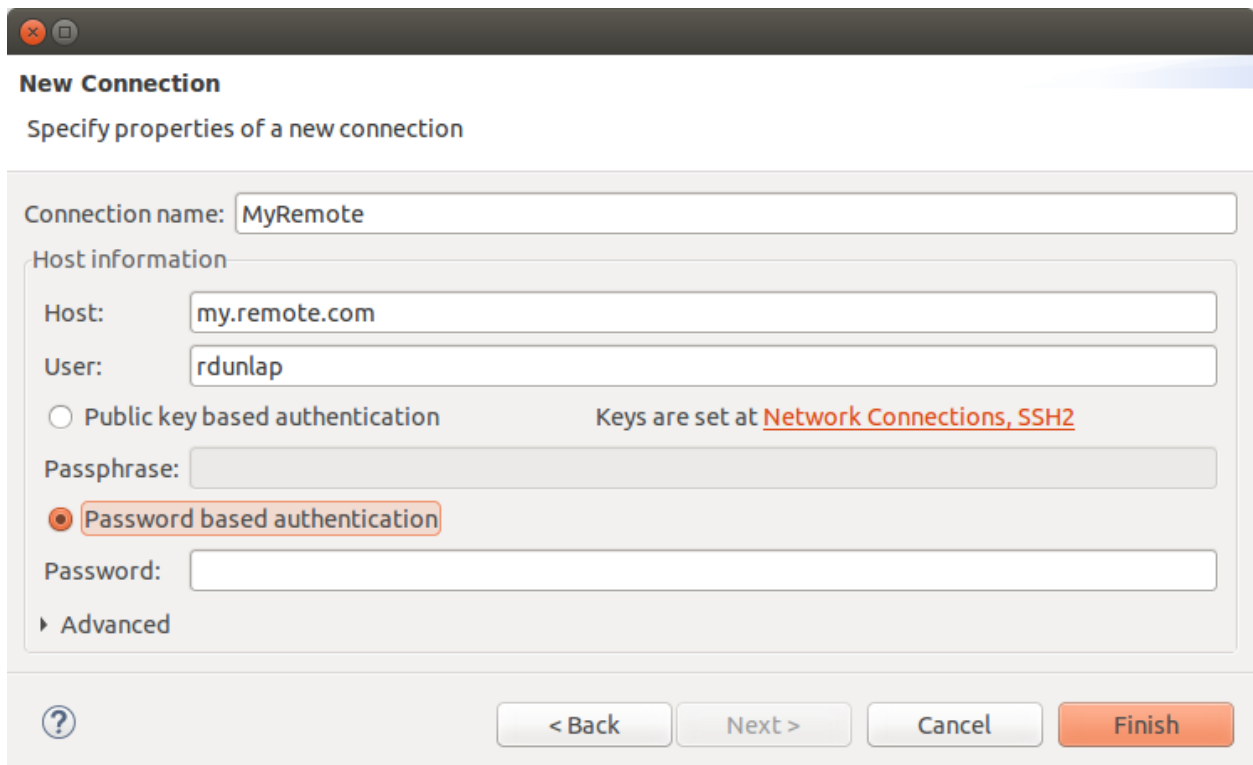 New Connection
Specify properties of a new connection
Connection name: MyRemote
Host information
Host: my.remote.com
User: rdunlap
Public key based authentication Keys are set at Network Connections, SSH2
Passphrase:
Password based authentication
Password:
Advanced
? < Back Next > Cancel Finish